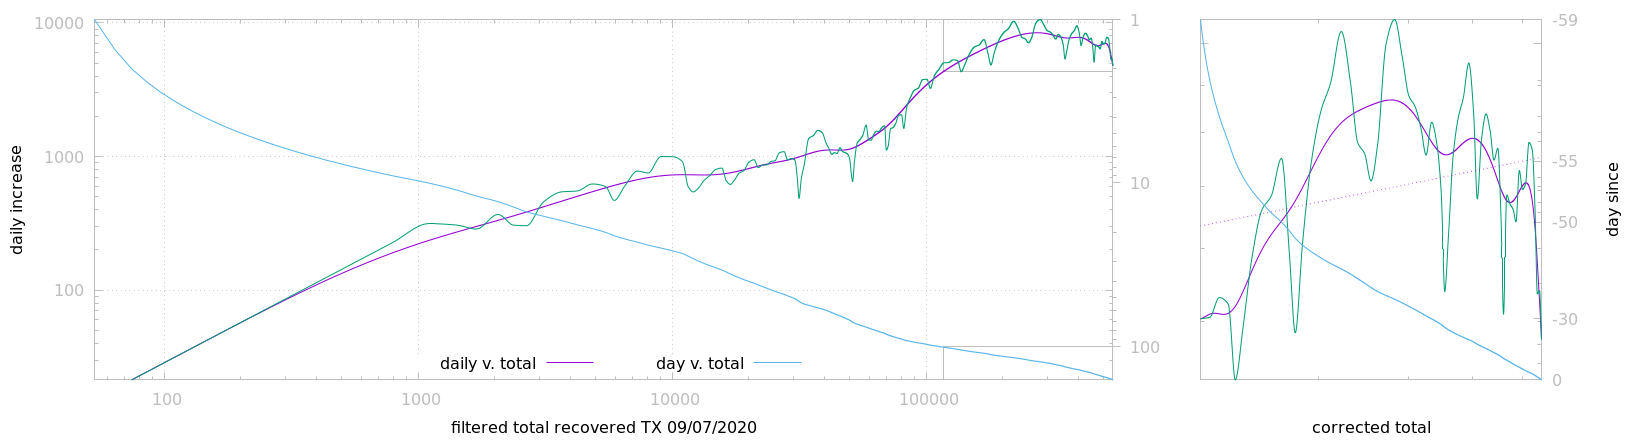 10000
1000
100
daily increase
1
10
100
daily v. total
day v. total
100
1000
10000
100000
filtered total recovered TX 09/07/2020
-59
-55
-50
-30
0
day since
corrected total